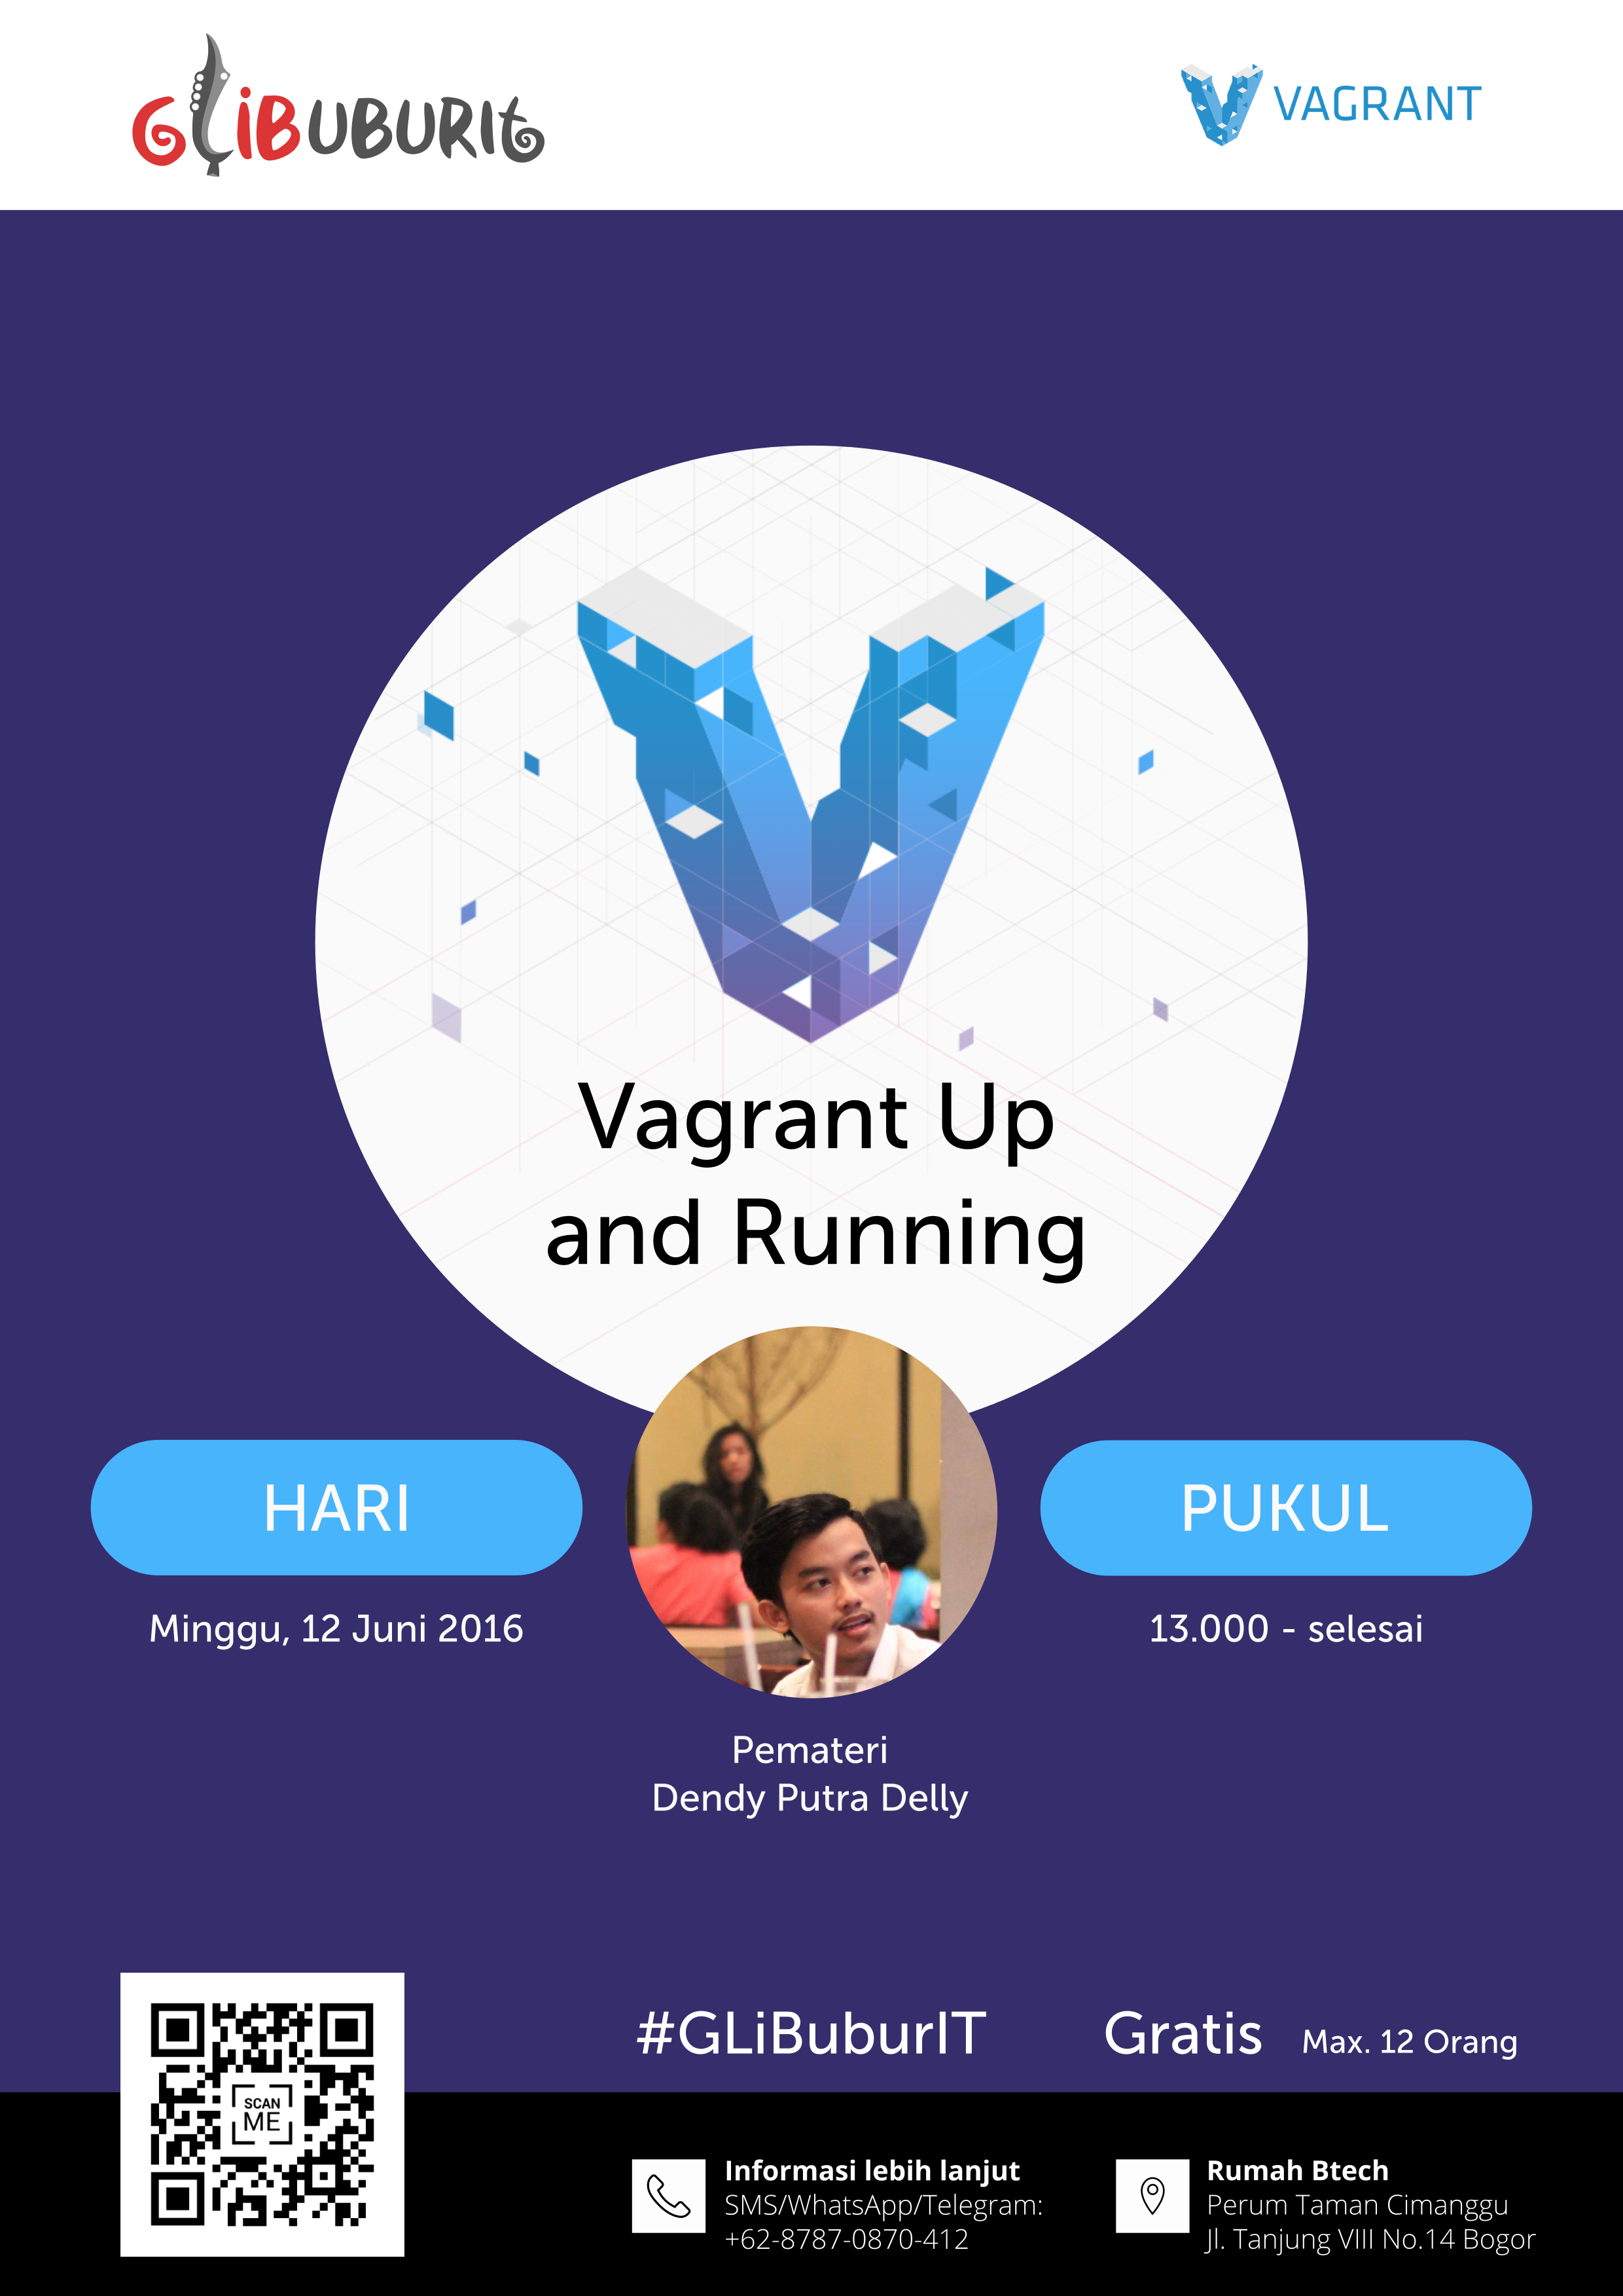 GLiBUBURIt
VAGRANT
Vagrant Up
and Running
HARI
PUKUL
Minggu, 12 Juni 2016
13.000 - selesai
Pemateri
Dendy Putra Delly
#GLiBuburIT
Gratis
Max. 12 Orang
SCAN
ME
Informasi lebih lanjut
SMS/WhatsApp/Telegram:
+62-8787-0870-412
Rumah Btech
Perum Taman Cimanggu
Jl. Tanjung VIII No.14 Bogor